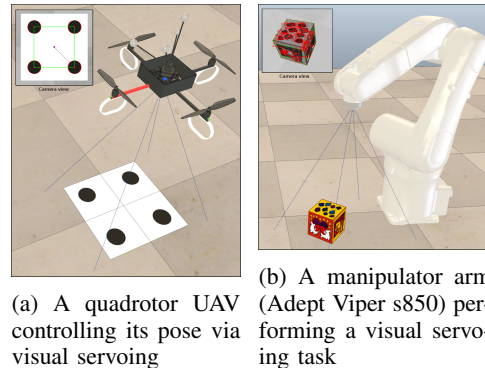 Camera view
Camera view
(a) A quadrotor UAV
controlling its pose via
visual servoing
(b) A manipulator arm
(Adept Viper s850) per-
forming a visual servo-
ing task